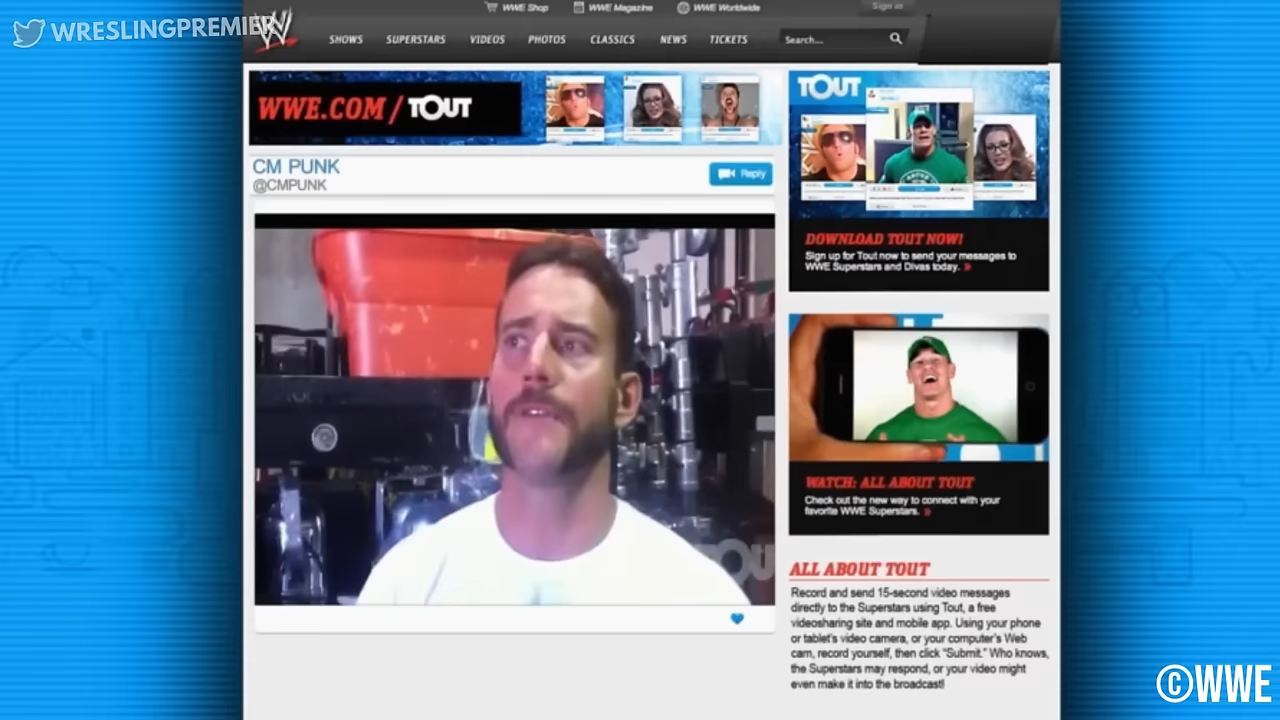 WRESLINGPREMIER
WWE Shop
WWE Magazine
WWE Worldwide
Sign in
SHOWS
SUPERSTARS
VIDEOS
PHOTOS
CLASSICS
NEWS
TICKETS
Search...
WWE.COM / TOUT
TOUT
CM PUNK
@CMPUNK
Reply
DOWNLOAD TOUT NOW!
Sign up for Tout now to send your messages to
WWE Superstars and Divas today. »
TOUT
WATCH: ALL ABOUT TOUT
Check out the new way to connect with your
favorite WWE Superstars. »
ALL ABOUT TOUT
Record and send 15-second video messages
directly to the Superstars using Tout, a free
videosharing site and mobile app. Using your phone
or tablet's video camera, or your computer's Web
cam, record yourself, then click "Submit." Who knows,
the Superstars may respond, or your video might
even make it into the broadcast!
©WWE